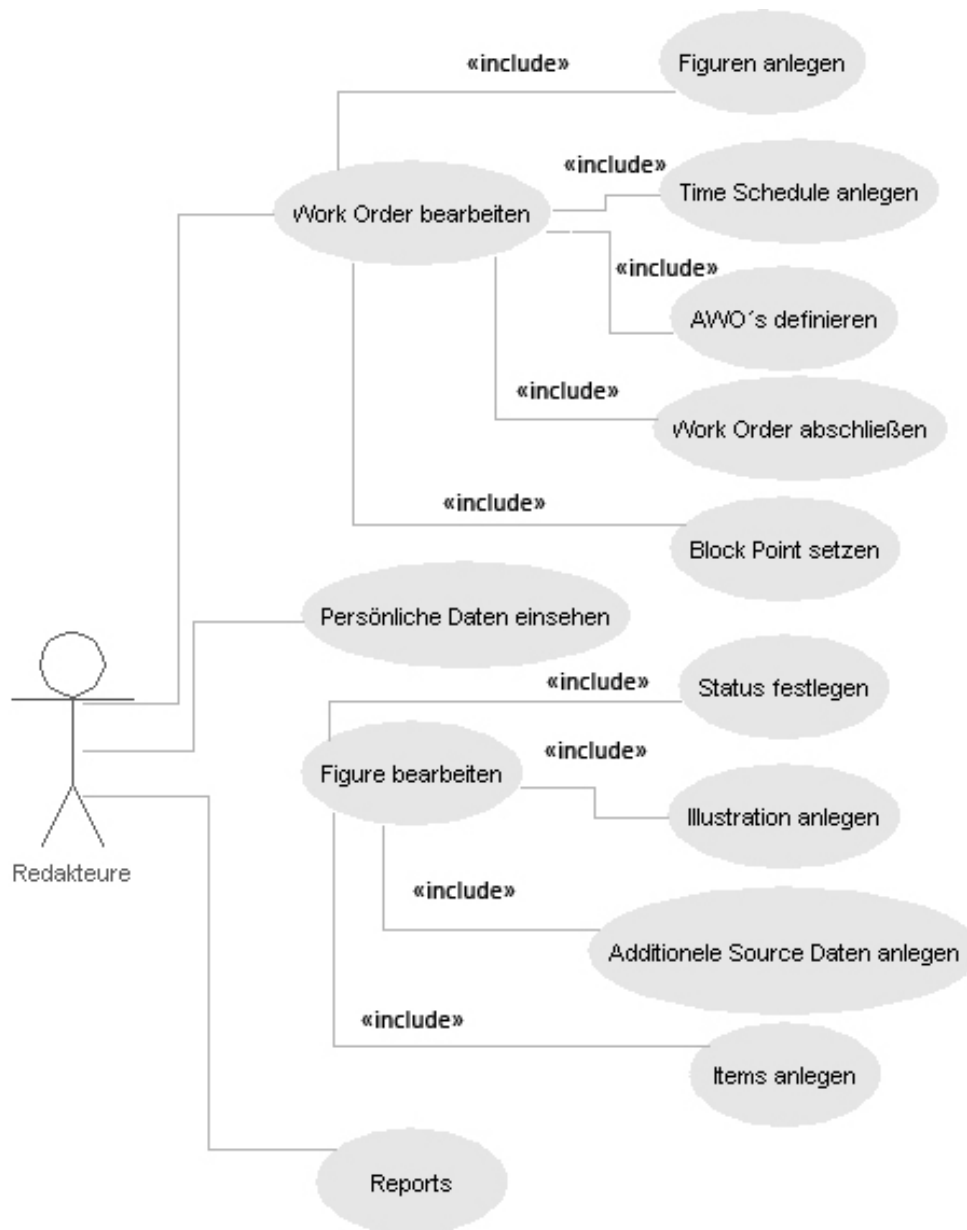 «include»
Figuren anlegen
«include»
Time Schedule anlegen
Work Order bearbeiten
«include»
AWO´s definieren
«include»
Work Order abschließen
«include»
Block Point setzen
Persönliche Daten einsehen
«include»
Status festlegen
«include»
Figure bearbeiten
Illustration anlegen
Redakteure
«include»
Additionele Source Daten anlegen
«include»
Items anlegen
Reports